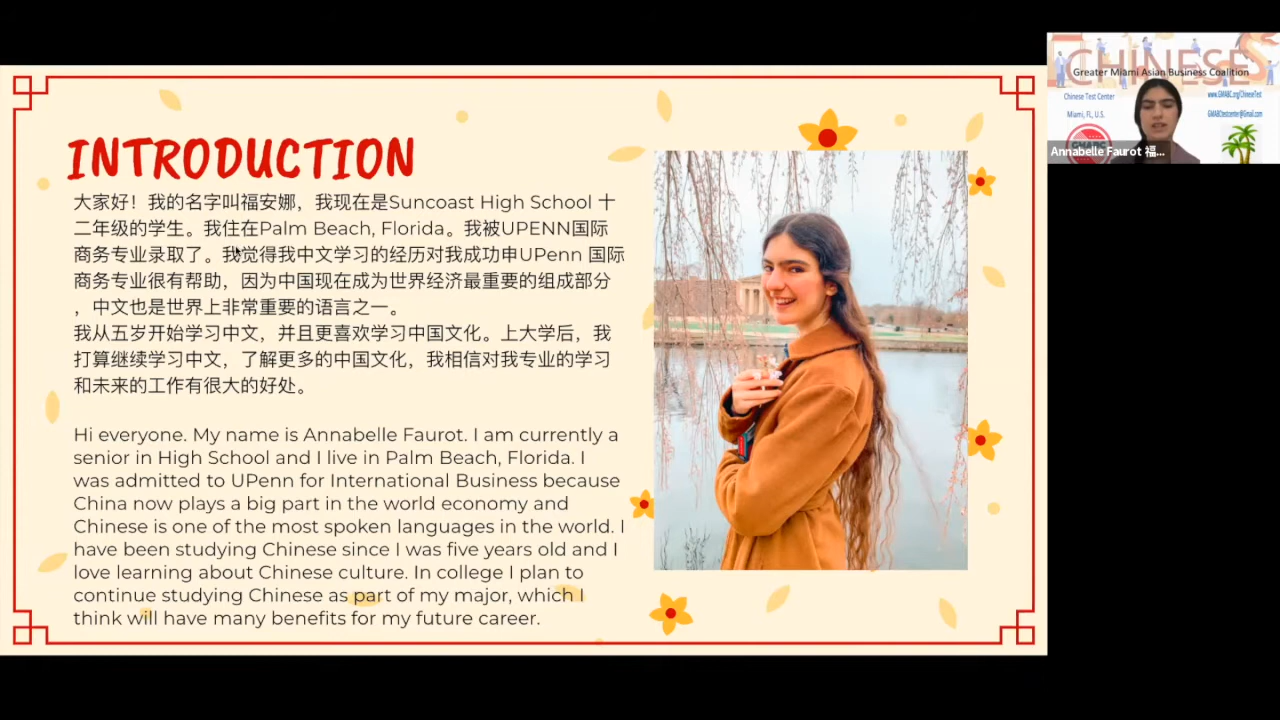 INTRODUCTION
大家好！我的名字叫福安娜，我现在是Suncoast High School 十
二年级的学生。我住在Palm Beach, Florida。我被UPENN国际
商务专业录取了。我觉得我中文学习的经历对我成功申UPenn 国际
商务专业很有帮助，因为中国现在成为世界经济最重要的组成部分
，中文也是世界上非常重要的语言之一。
我从五岁开始学习中文，并且更喜欢学习中国文化。上大学后，我
打算继续学习中文，了解更多的中国文化，我相信对我专业的学习
和未来的工作有很大的好处。
Hi everyone. My name is Annabelle Faurot. I am currently a
senior in High School and I live in Palm Beach, Florida. I
was admitted to UPenn for International Business because
China now plays a big part in the world economy and
Chinese is one of the most spoken languages in the world. I
have been studying Chinese since I was five years old and I
love learning about Chinese culture. In college I plan to
continue studying Chinese as part of my major, which I
think will have many benefits for my future career.
CHINESE
Greater Miami Asian Business Coalition
Chinese Test Center
Miami, FL, U.S.
www.GMABC.org/ChineseTest
GMABCtestcenter@Gmail.com
Annabelle Faurot 福...